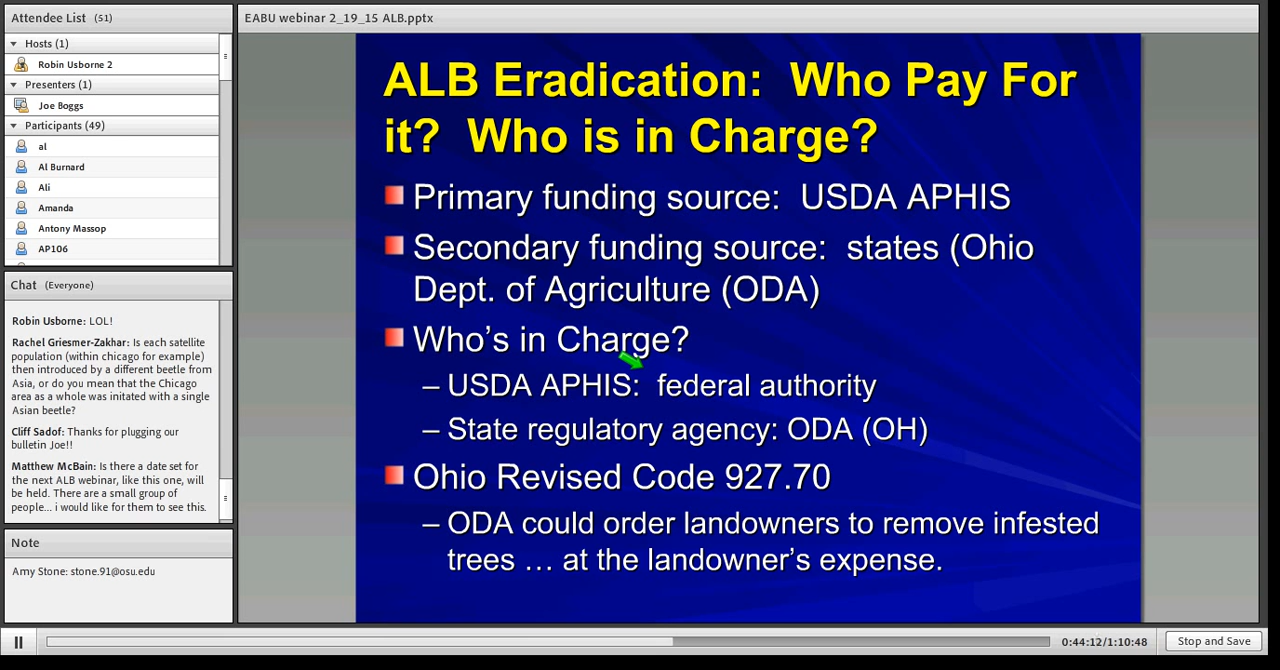 Attendee List (51)
Hosts (1)
Robin Usborne 2
Presenters (1)
Joe Boggs
Participants (49)
al
Al Burnard
Ali
Amanda
Antony Massop
AP106
Chat (Everyone)
Robin Usborne: LOL!
Rachel Griesmer-Zakhar: Is each satellite
population (within chicago for example)
then introduced by a different beetle from
Asia, or do you mean that the Chicago
area as a whole was initated with a single
Asian beetle?
Cliff Sadof: Thanks for plugging our
bulletin Joe!!
Matthew McBain: Is there a date set for
the next ALB webinar, like this one, will
be held. There are a small group of
people... i would like for them to see this.
Note
Amy Stone: stone.91@osu.edu
EABU webinar 2_19_15 ALB.pptx
ALB Eradication: Who Pay For
it? Who is in Charge?
Primary funding source: USDA APHIS
Secondary funding source: states (Ohio
Dept. of Agriculture (ODA)
Who’s in Charge?
– USDA APHIS: federal authority
– State regulatory agency: ODA (OH)
Ohio Revised Code 927.70
– ODA could order landowners to remove infested
trees … at the landowner’s expense.
0:44:12/1:10:48
Stop and Save